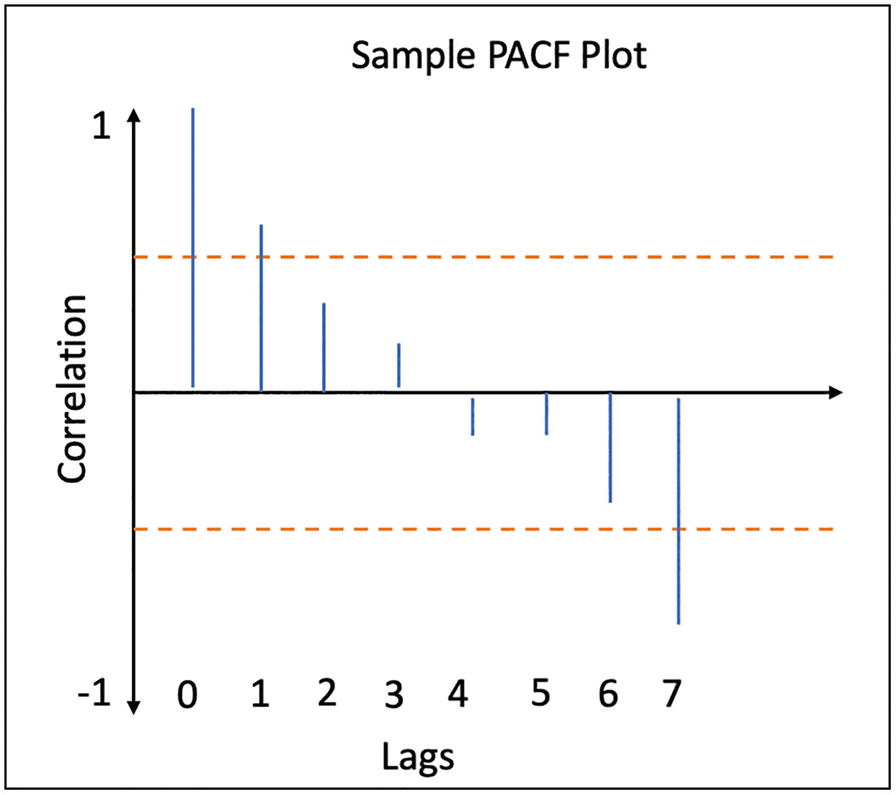 Sample PACF Plot
1
Correlation
-1
0 1 2 3 4 5 6 7
Lags